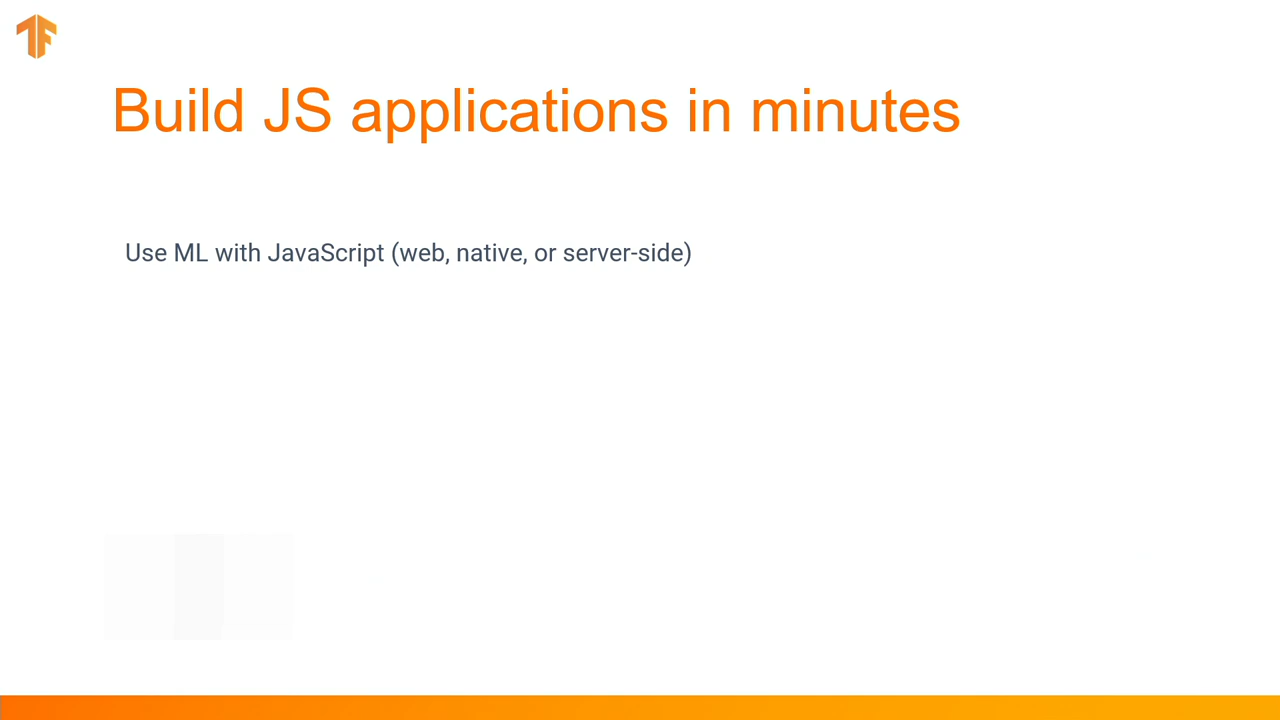 Build JS applications in minutes
Use ML with JavaScript (web, native, or server-side)